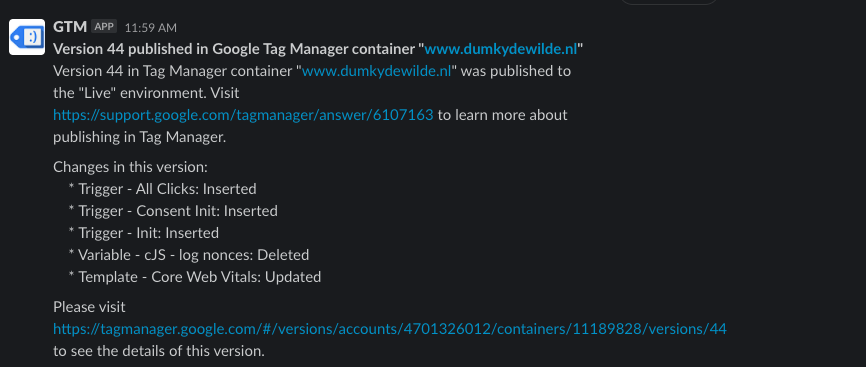 GTM APP 11:59 AM
Version 44 published in Google Tag Manager container "www.dumkydewilde.nl"
Version 44 in Tag Manager container "www.dumkydewilde.nl" was published to
the "Live" environment. Visit
https://support.google.com/tagmanager/answer/6107163 to learn more about
publishing in Tag Manager.
Changes in this version:
* Trigger - All Clicks: Inserted
* Trigger - Consent Init: Inserted
* Trigger - Init: Inserted
* Variable - cJS - log nonces: Deleted
* Template - Core Web Vitals: Updated
Please visit
https://tagmanager.google.com/#/versions/accounts/4701326012/containers/11189828/versions/44
to see the details of this version.